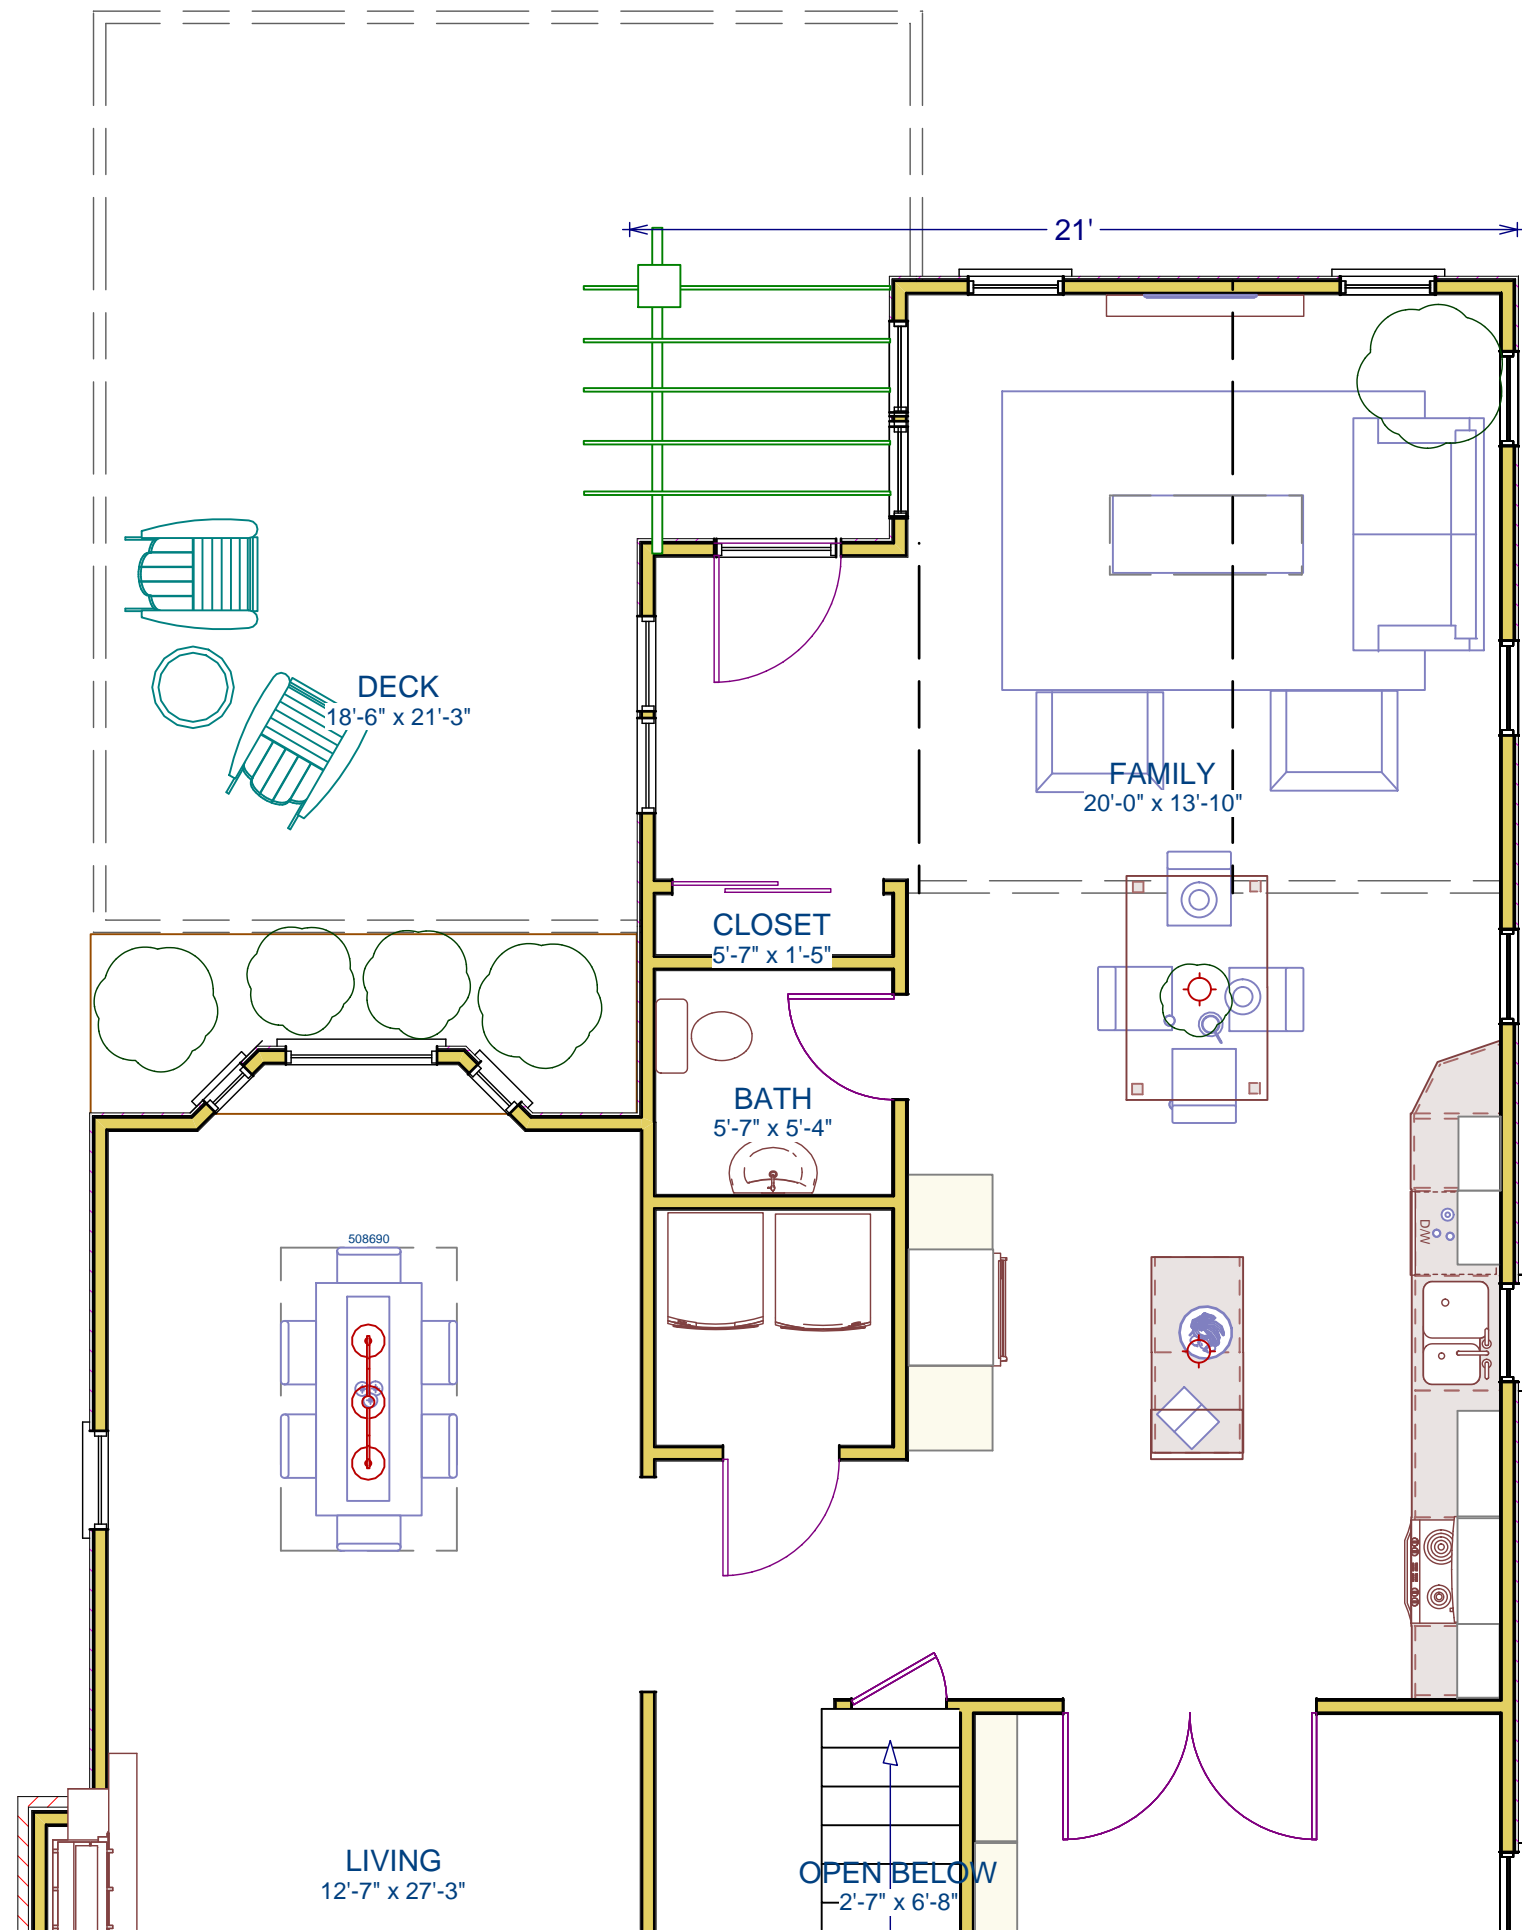 21'
DECK
18'-6" x 21'-3"
FAMILY
20'-0" x 13'-10"
CLOSET
5'-7" x 1'-5"
BATH
5'-7" x 5'-4"
D/W
508690
LIVING
12'-7" x 27'-3"
OPEN BELOW
2'-7" x 6'-8"